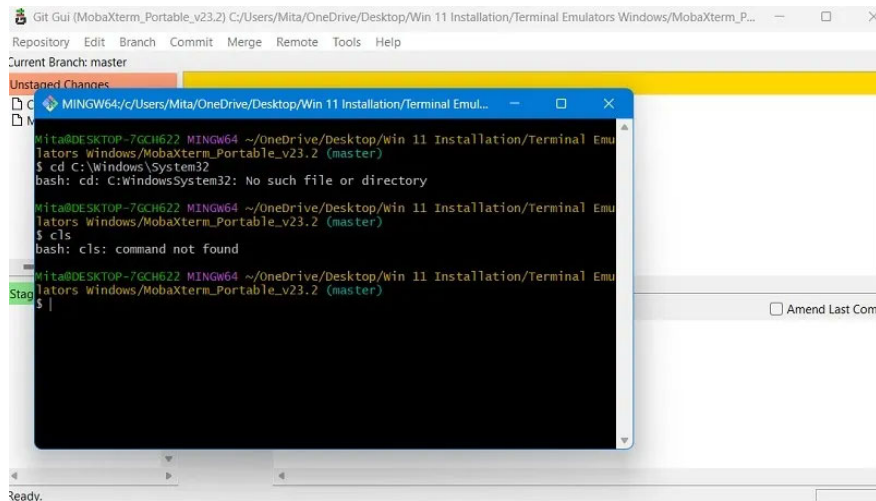 Git Gui (MobaXterm_Portable_v23.2) C:/Users/Mita/OneDrive/Desktop/Win 11 Installation/Terminal Emulators Windows/MobaXterm_P...
Repository Edit Branch Commit Merge Remote Tools Help
Current Branch: master
Unstaged Changes
MINGW64:/c/Users/Mita/OneDrive/Desktop/Win 11 Installation/Terminal Emul...
Mita@DESKTOP-7GCH622 MINGW64 ~/OneDrive/Desktop/Win 11 Installation/Terminal Emu
lators Windows/MobaXterm_Portable_v23.2 (master)
$ cd C:\Windows\System32
bash: cd: C:WindowsSystem32: No such file or directory
Mita@DESKTOP-7GCH622 MINGW64 ~/OneDrive/Desktop/Win 11 Installation/Terminal Emu
lators Windows/MobaXterm_Portable_v23.2 (master)
$ cls
bash: cls: command not found
Mita@DESKTOP-7GCH622 MINGW64 ~/OneDrive/Desktop/Win 11 Installation/Terminal Emu
lators Windows/MobaXterm_Portable_v23.2 (master)
$
Stag
Amend Last Com
Ready.